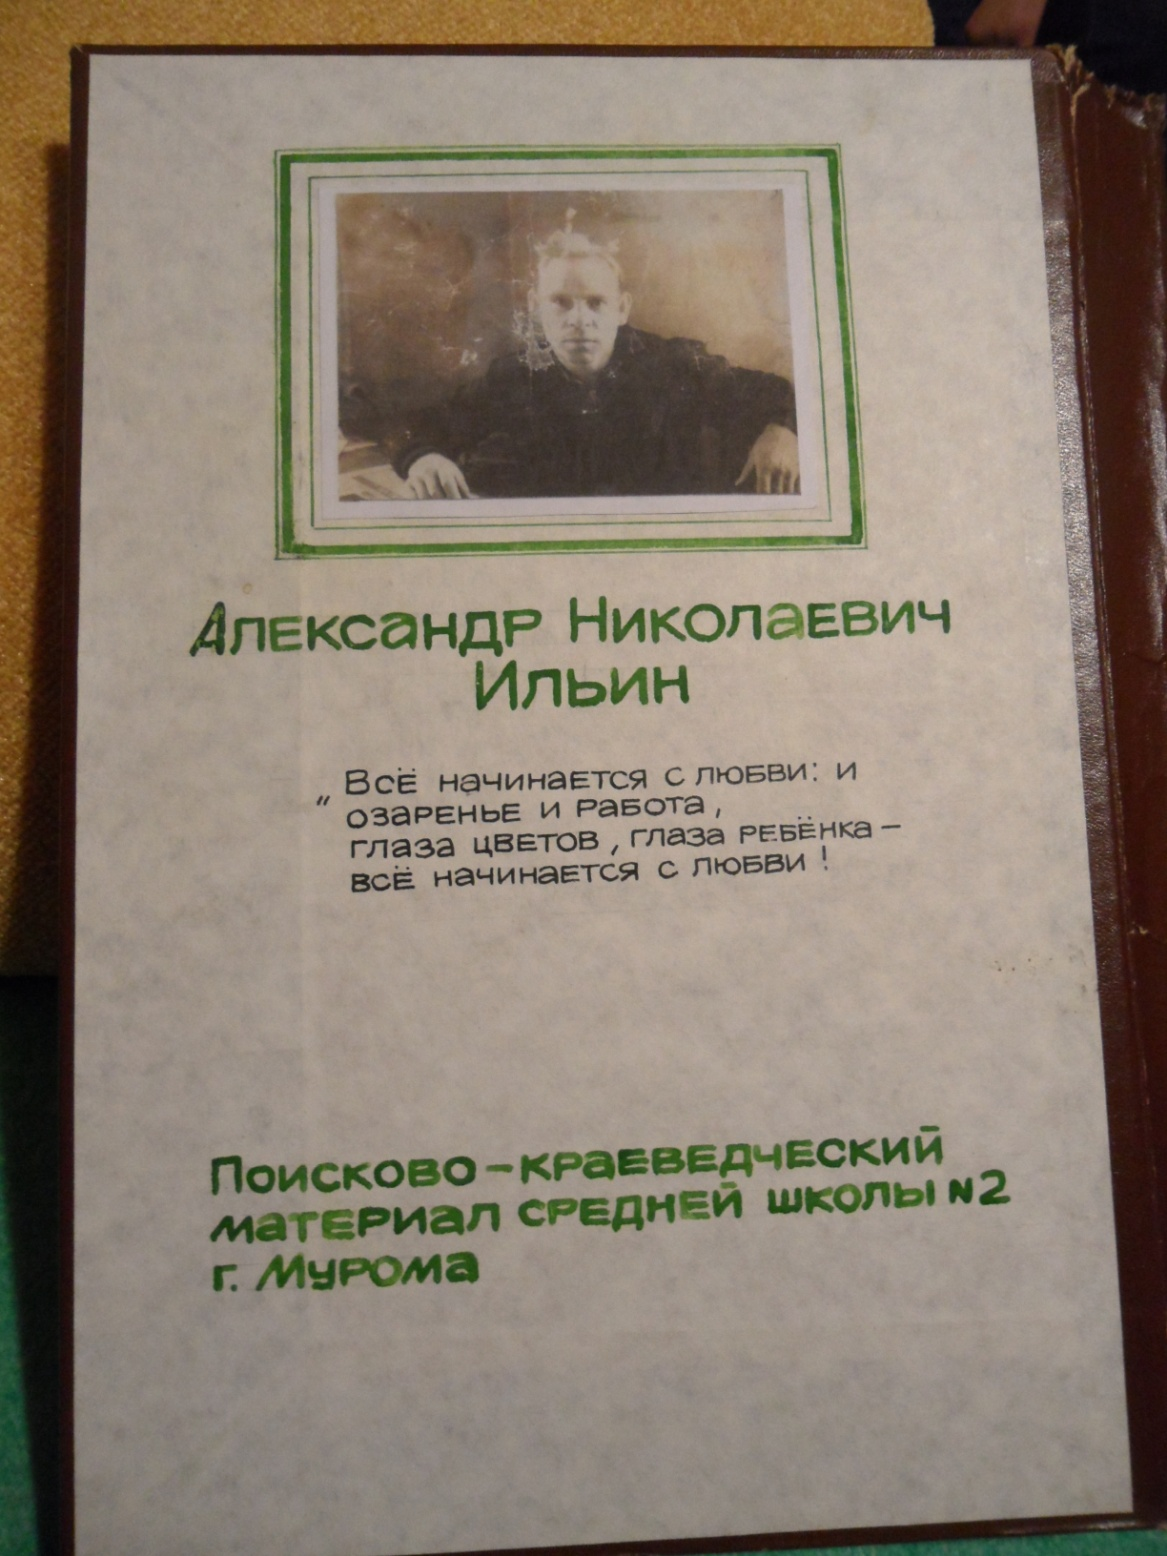 Александр Николаевич
Ильин
„ Всё начинается с любви: и
озаренье и работа,
глаза цветов, глаза ребёнка –
всё начинается с любви!
Поисково-краеведческий
материал средней школы N2
г. Мурома